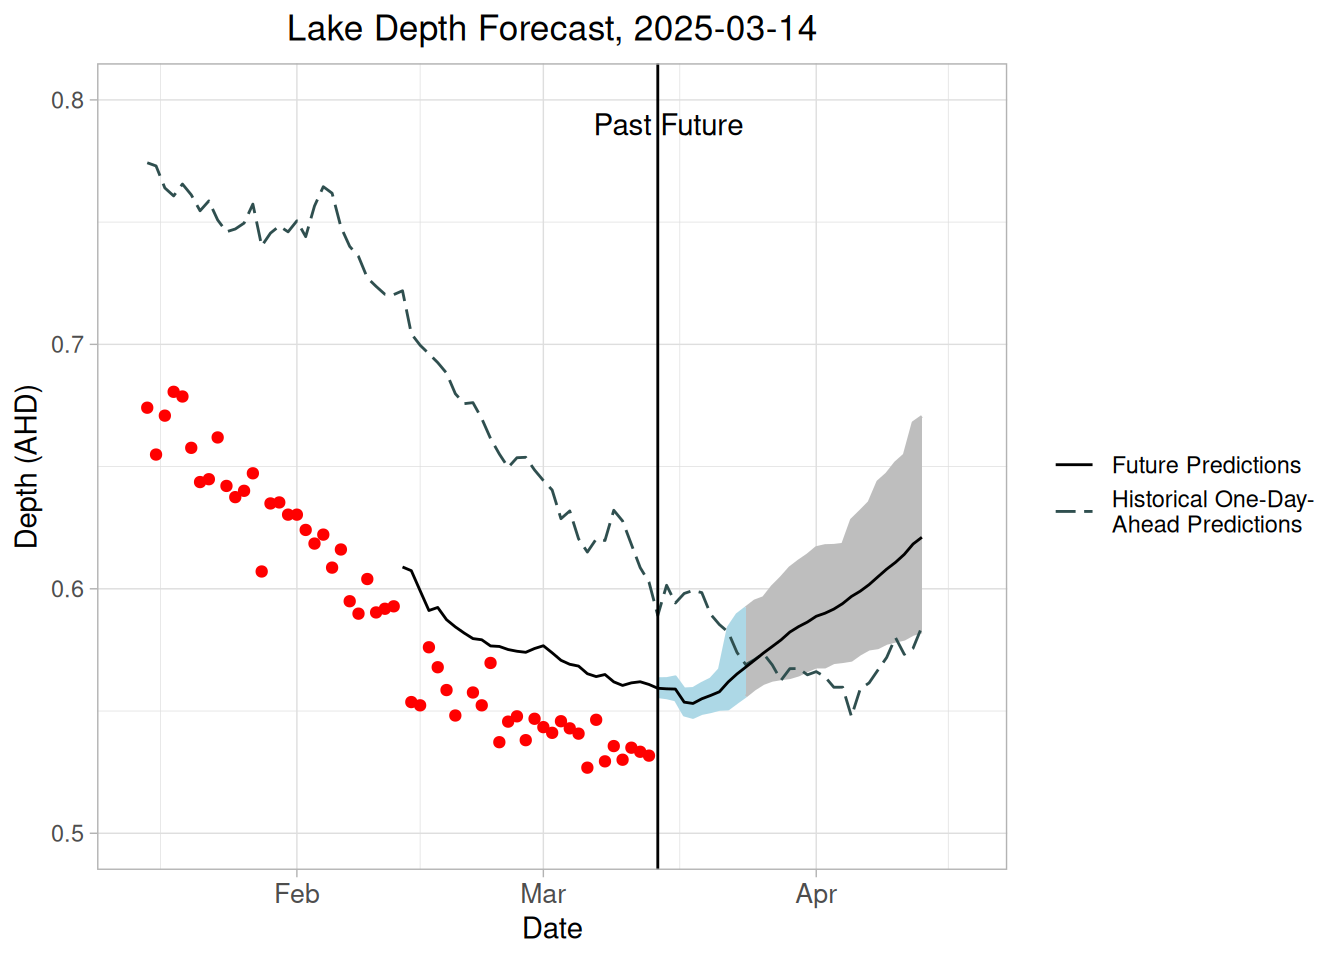 Lake Depth Forecast, 2025-03-14
Past Future
0.8
0.7
0.6
0.5
Depth (AHD)
Feb Mar Apr
Date
Future Predictions
Historical One-Day-
Ahead Predictions